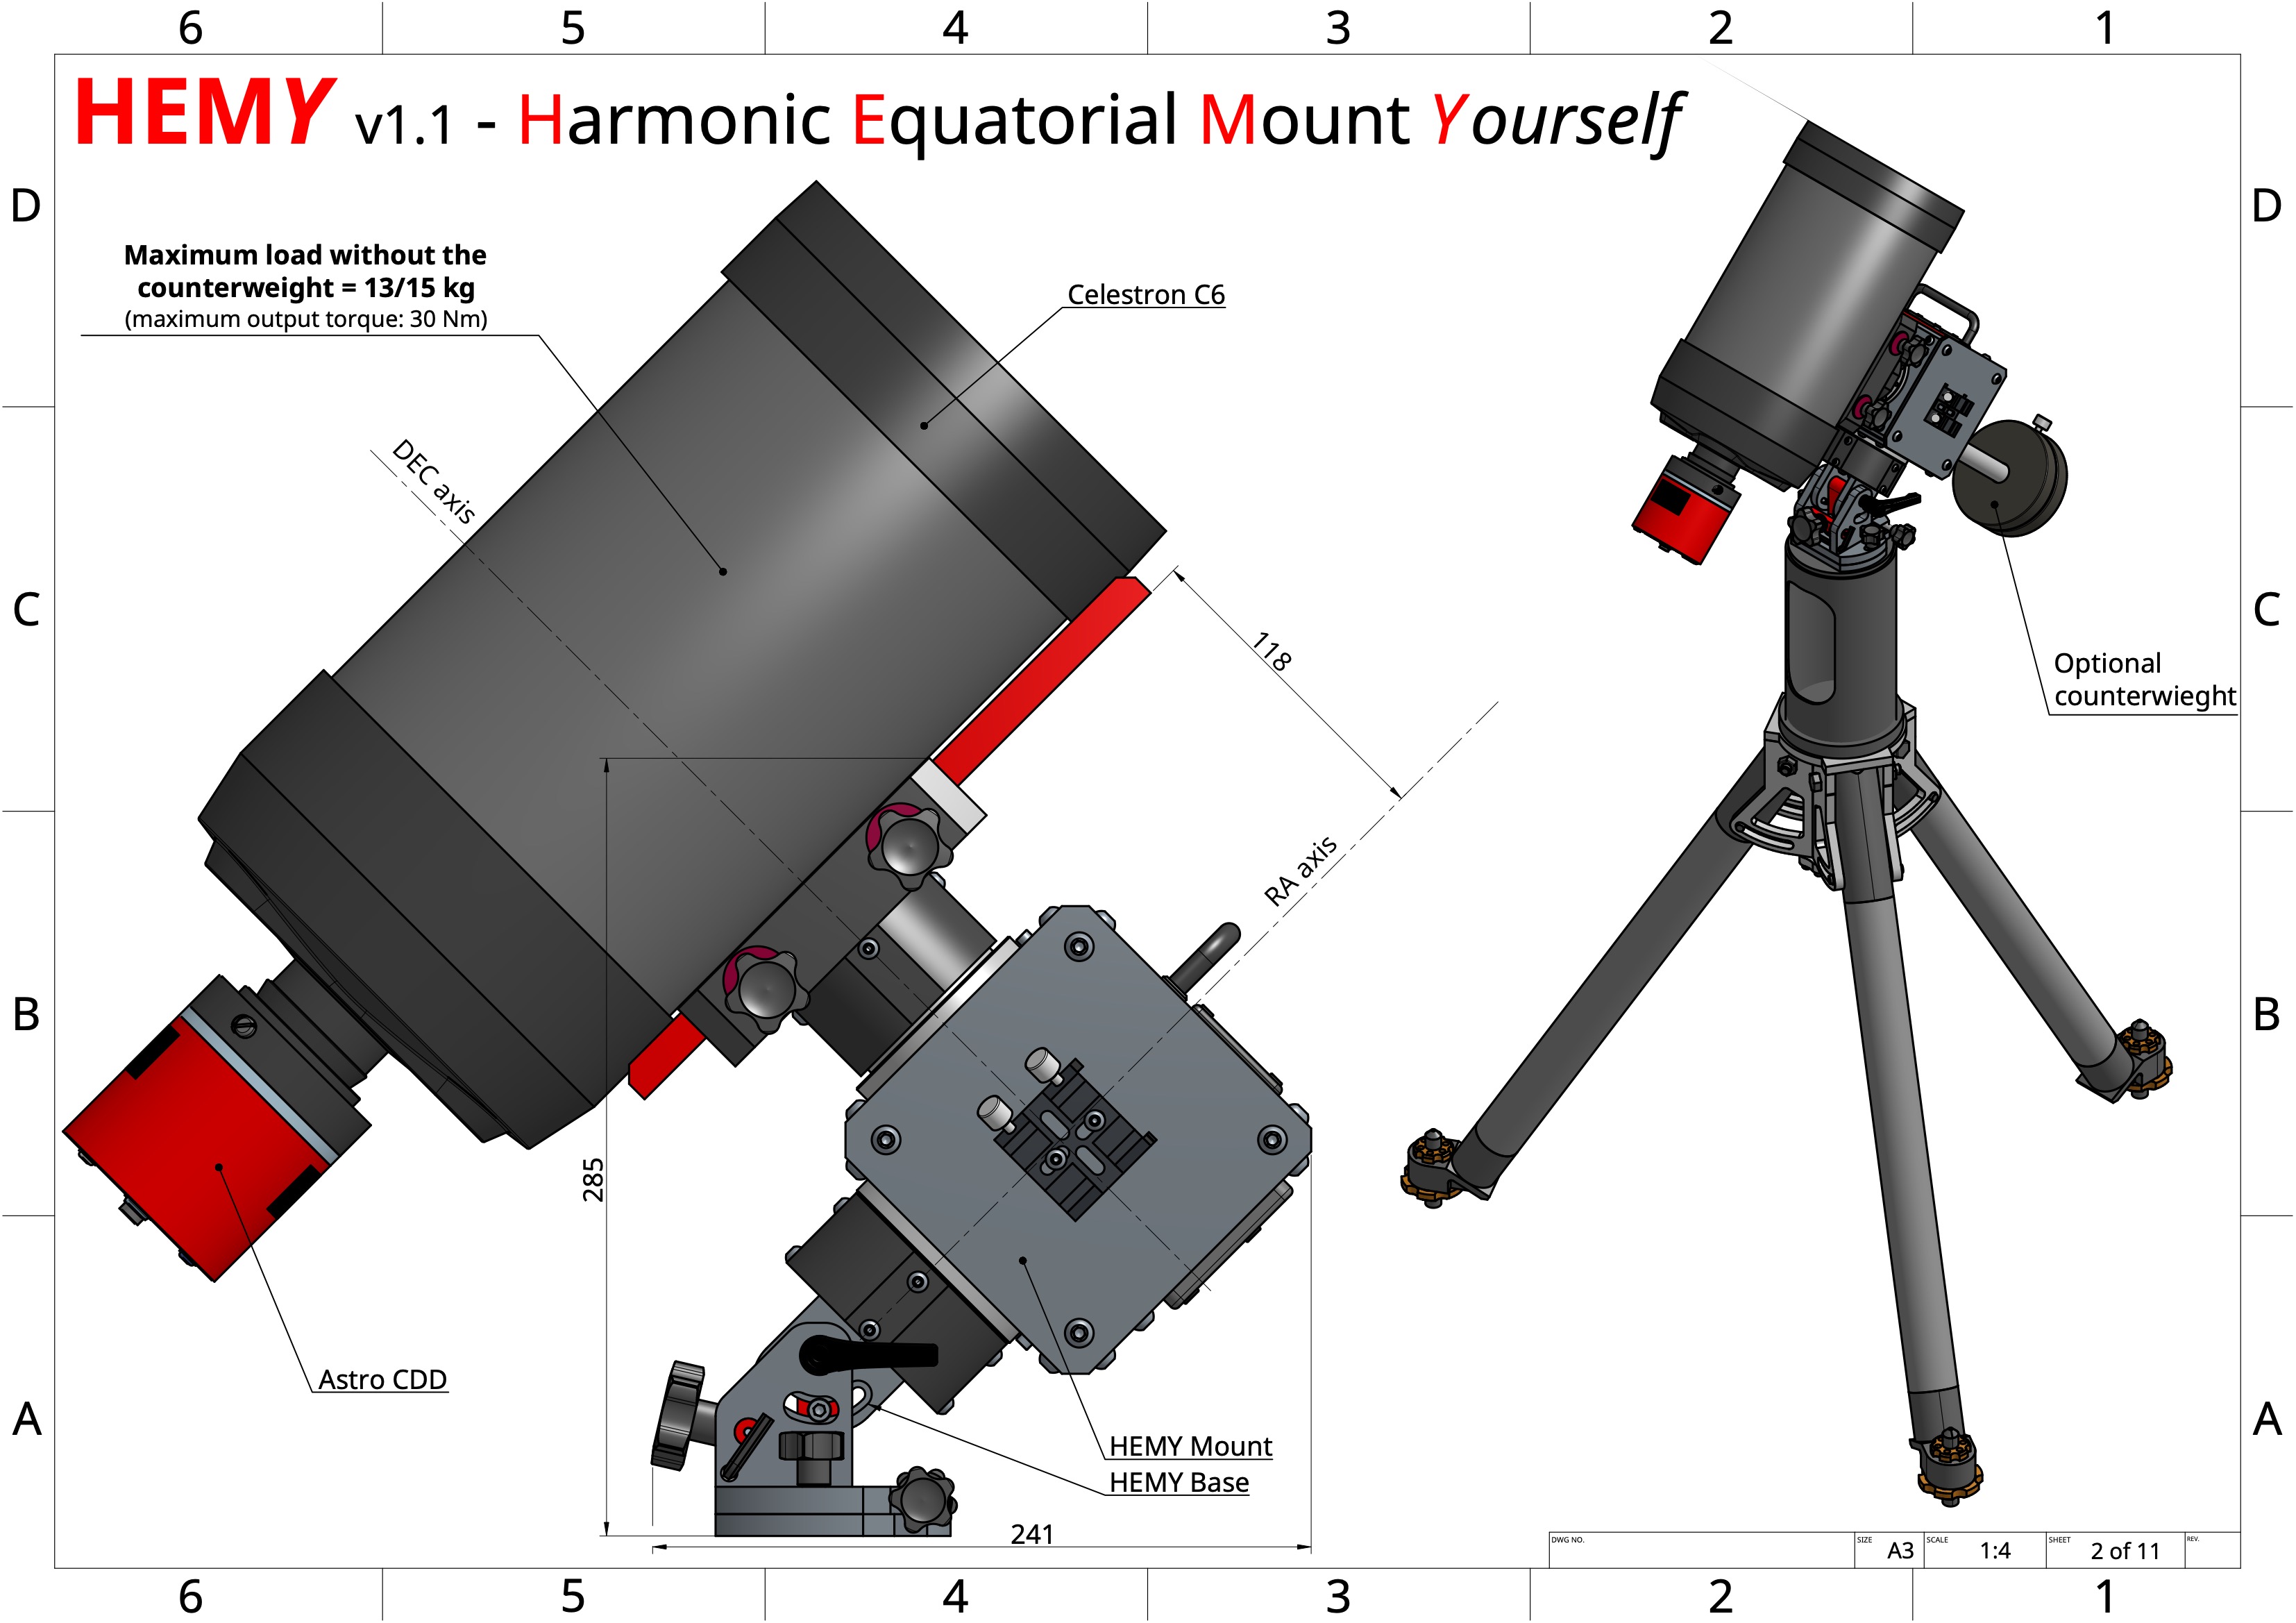 6 5 4 3 2 1
HEMY v1.1 - Harmonic Equatorial Mount Yourself
D
D
Maximum load without the
counterweight = 13/15 kg
(maximum output torque: 30 Nm)
Celestron C6
DEC axis
C
C
118
Optional
counterwieght
RA axis
B
B
285
Astro CDD
A
A
HEMY Mount
HEMY Base
241
DWG NO. SIZE A3 SCALE 1:4 SHEET 2 of 11 REV.
6 5 4 3 2 1